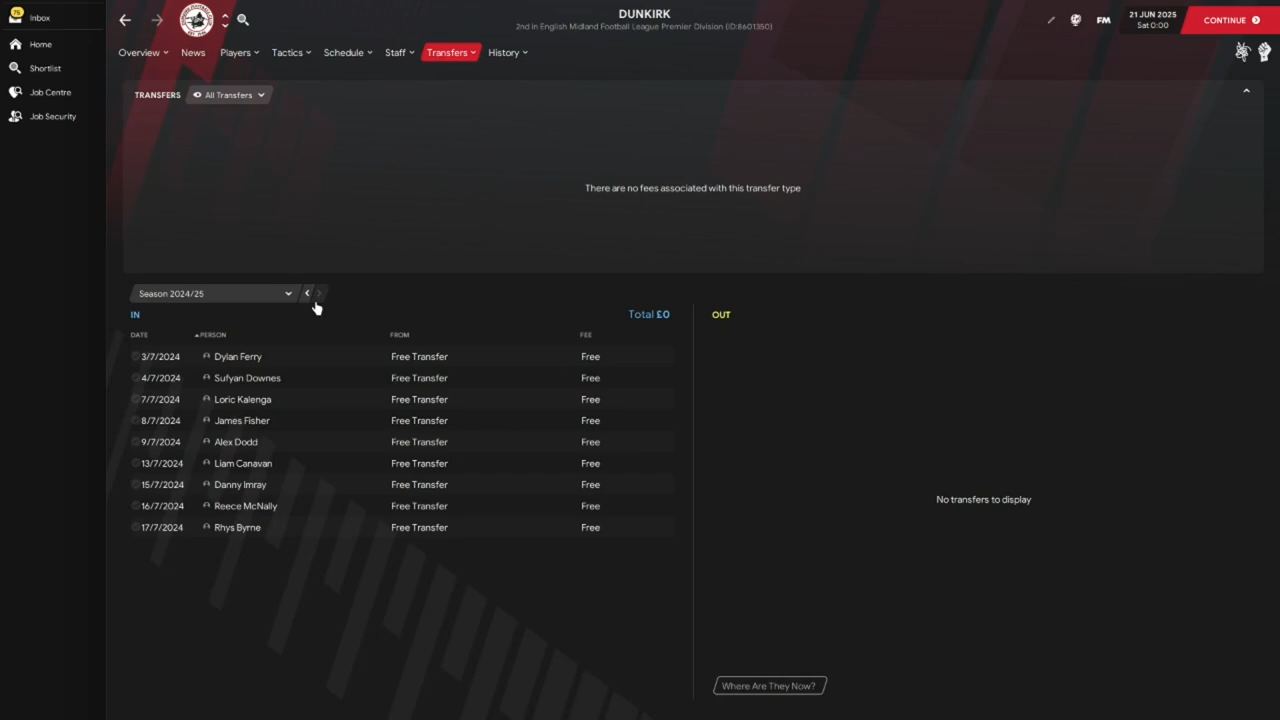 75
Inbox
Home
Shortlist
Job Centre
Job Security
DUNKIRK
2nd in English Midland Football League Premier Division (ID:8601350)
FM
21 JUN 2025
Sat 0:00
CONTINUE
Overview
News
Players
Tactics
Schedule
Staff
Transfers
History
TRANSFERS
All Transfers
There are no fees associated with this transfer type
Season 2024/25
IN
Total £0
OUT
DATE PERSON FROM FEE
3/7/2024 Dylan Ferry Free Transfer Free
4/7/2024 Sufyan Downes Free Transfer Free
7/7/2024 Loric Kalenga Free Transfer Free
8/7/2024 James Fisher Free Transfer Free
9/7/2024 Alex Dodd Free Transfer Free
13/7/2024 Liam Canavan Free Transfer Free
15/7/2024 Danny Imray Free Transfer Free
16/7/2024 Reece McNally Free Transfer Free
17/7/2024 Rhys Byrne Free Transfer Free
No transfers to display
Where Are They Now?